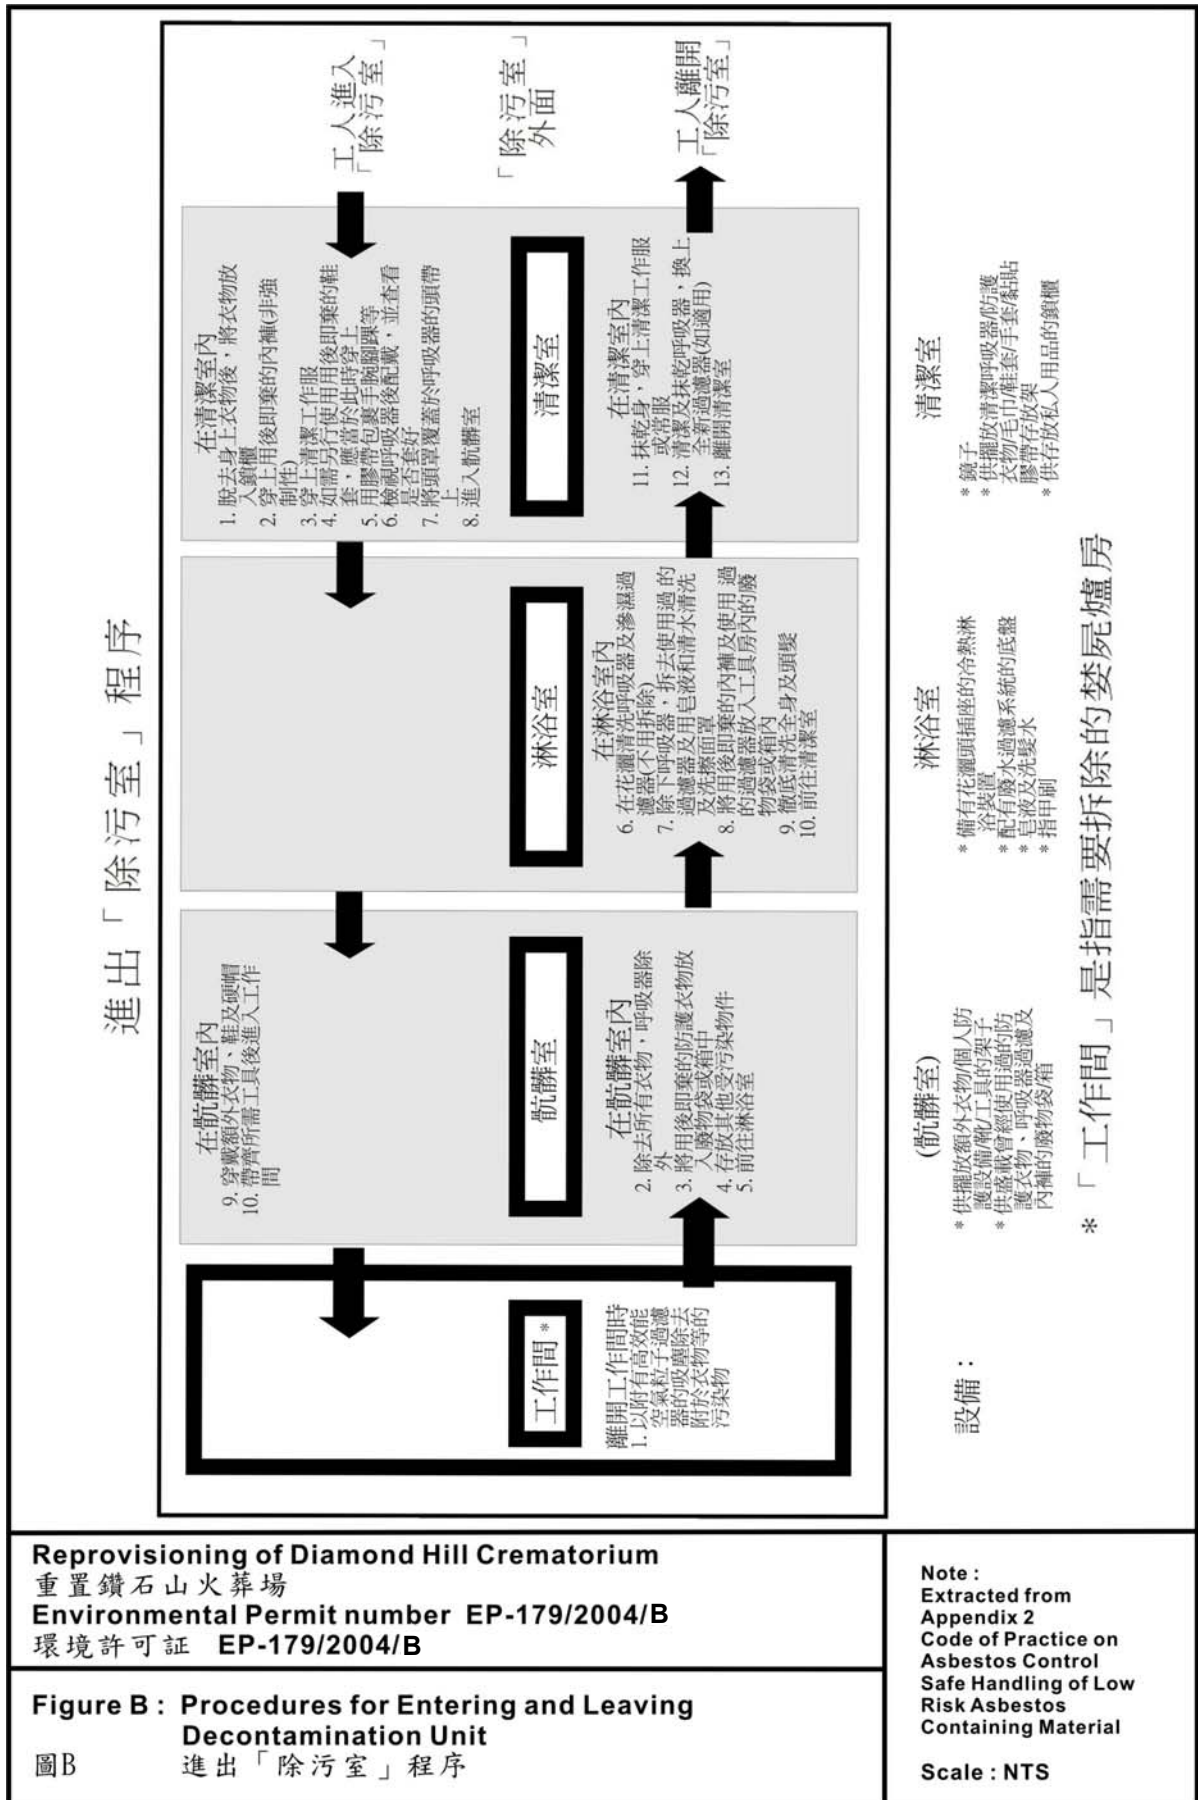 進出「除污室」程序
工人進入
「除污室」
「除污室」
外面
工人離開
「除污室」
在清潔室內
1. 脫去身上衣物後，將衣物放
入鎖櫃
2. 穿上用後即棄的內褲(非強
制性)
3. 穿上清潔工作服
4. 如需另行使用用後即棄的鞋
套，應當於此時穿上
5. 用膠帶包裹手腕腳踝等
6. 檢視呼吸器後配戴，並查看
是否套好
7. 將頭罩覆蓋於呼吸器的頭帶
上
8. 進入骯髒室
在骯髒室內
9. 穿戴額外衣物、鞋及硬帽
10. 帶齊所需工具後進入工作
間
工作間 *
骯髒室
淋浴室
清潔室
離開工作間時
1. 以附有高效能
空氣粒子過濾
器的吸塵除去
附於衣物等的
污染物
在骯髒室內
2. 除去所有衣物，呼吸器除
外
3. 將用後即棄的防護衣物放
入廢物袋或箱中
4. 存放其他受污染物件
5. 前往淋浴室
在淋浴室內
6. 在花灑清洗呼吸器及滲濕過
濾器(不用拆除)
7. 除下呼吸器，拆去使用過 的
過濾器及用皂液和清水清洗
及洗擦面罩
8. 將用後即棄的內褲及使用 過
的過濾器放入工具房內的廢
物袋或箱內
9. 徹底清洗全身及頭髮
10. 前往清潔室
在清潔室內
11. 抹乾身，穿上清潔工作服
或常服
12. 清潔及抹乾呼吸器，換上
全新過濾器(如適用)
13. 離開清潔室
設備：
(骯髒室)
* 供擺放額外衣物/個人防
護設備/靴/工具的架子
* 供盛載曾經使用過的防
護衣物、呼吸器過濾及
內褲的廢物袋/箱
淋浴室
* 備有花灑頭插座的冷熱淋
浴裝置
* 配有廢水過濾系統的底盤
* 皂液及洗髮水
* 指甲刷
清潔室
* 鏡子
* 供擺放清潔呼吸器/防護
衣物/毛巾/鞋套/手套/黏貼
膠帶存放架
* 供存放私人用品的鎖櫃
*「工作間」是指需要拆除的焚屍爐房
Reprovisioning of Diamond Hill Crematorium
重置鑽石山火葬場
Environmental Permit number EP-179/2004/B
環境許可証 EP-179/2004/B
Figure B : Procedures for Entering and Leaving
Decontamination Unit
圖B 進出「除污室」程序
Note :
Extracted from
Appendix 2
Code of Practice on
Asbestos Control
Safe Handling of Low
Risk Asbestos
Containing Material
Scale : NTS